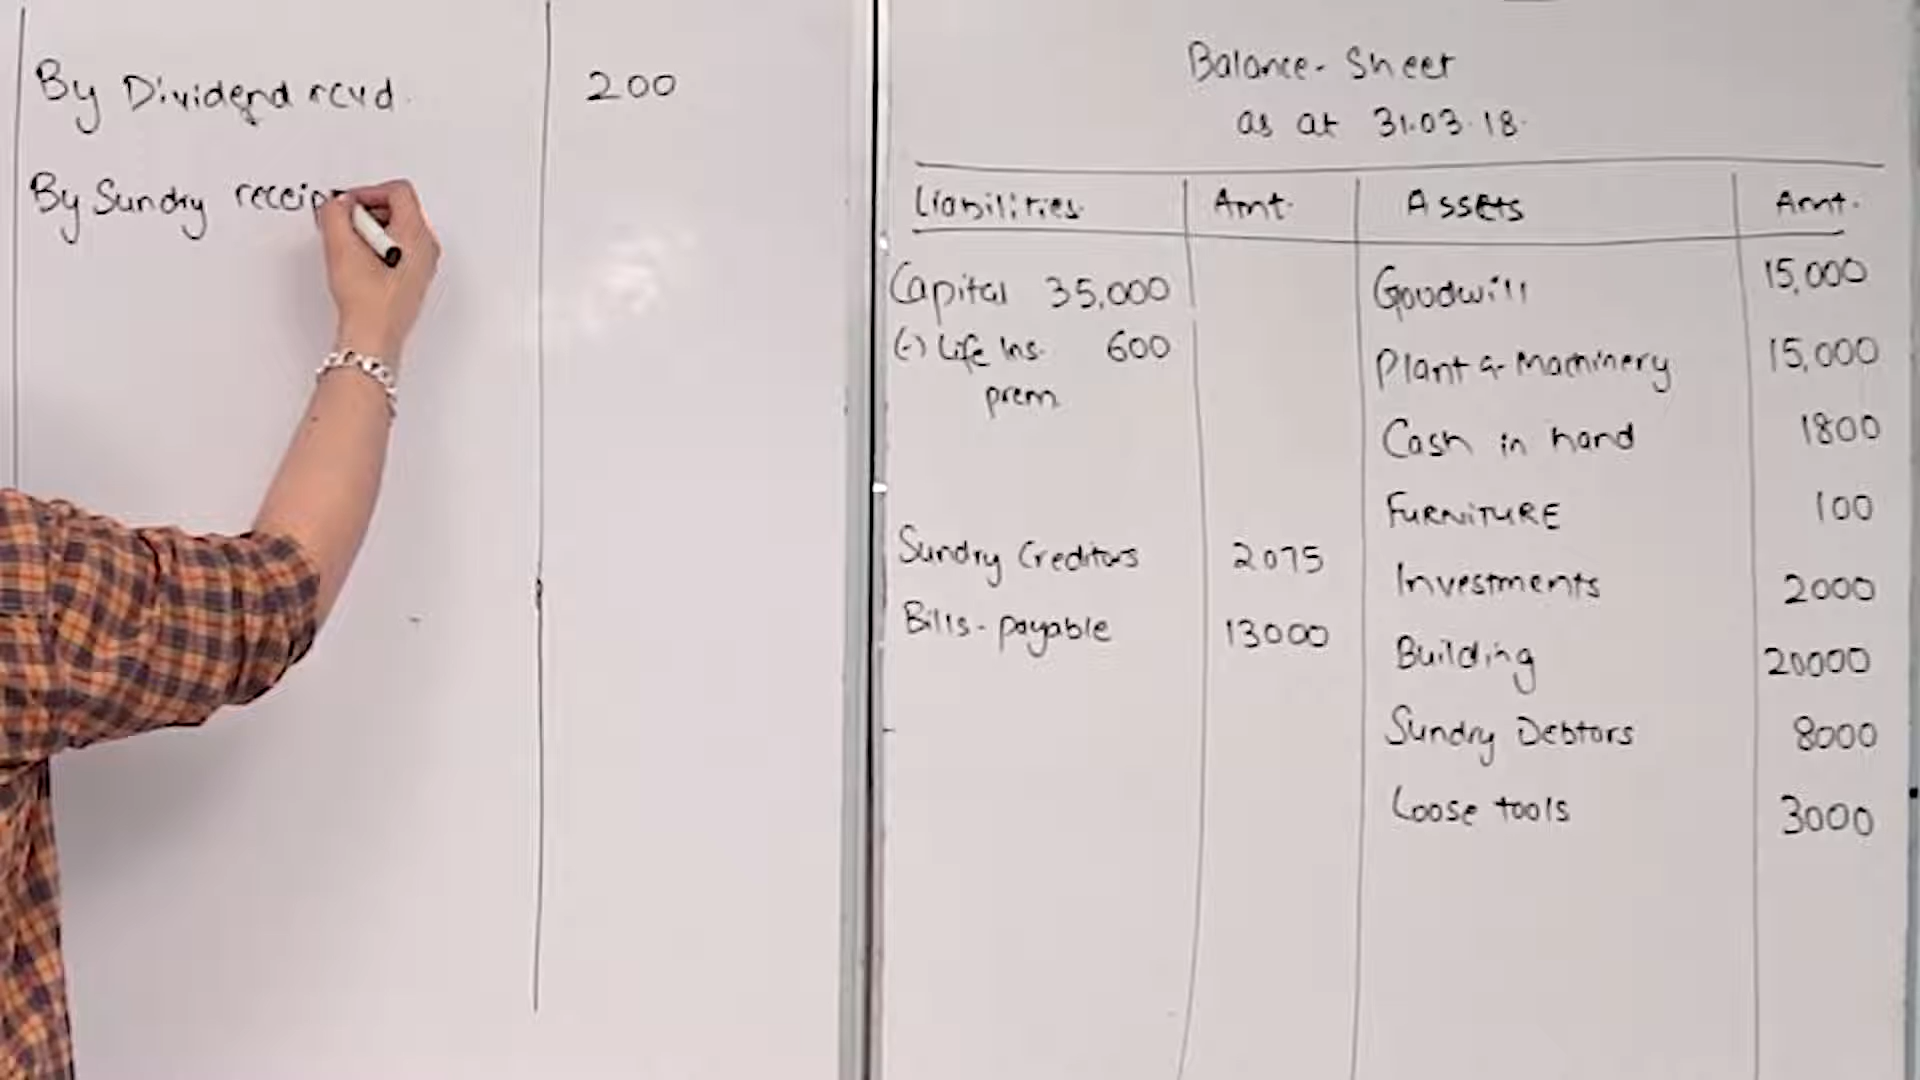 By Dividend rcvd. 200
By Sundry receip
Balance-Sheet
as at 31.03.18.
Liabilities. Amt. Assets Amt.
Capital 35,000 Goodwill 15,000
(-) Life Ins. 600 Plant & Machinery 15,000
prem
Cash in hand 1800
FURNITURE 100
Sundry Creditors 2075 Investments 2000
Bills-payable 13000 Building 20000
Sundry Debtors 8000
Loose tools 3000